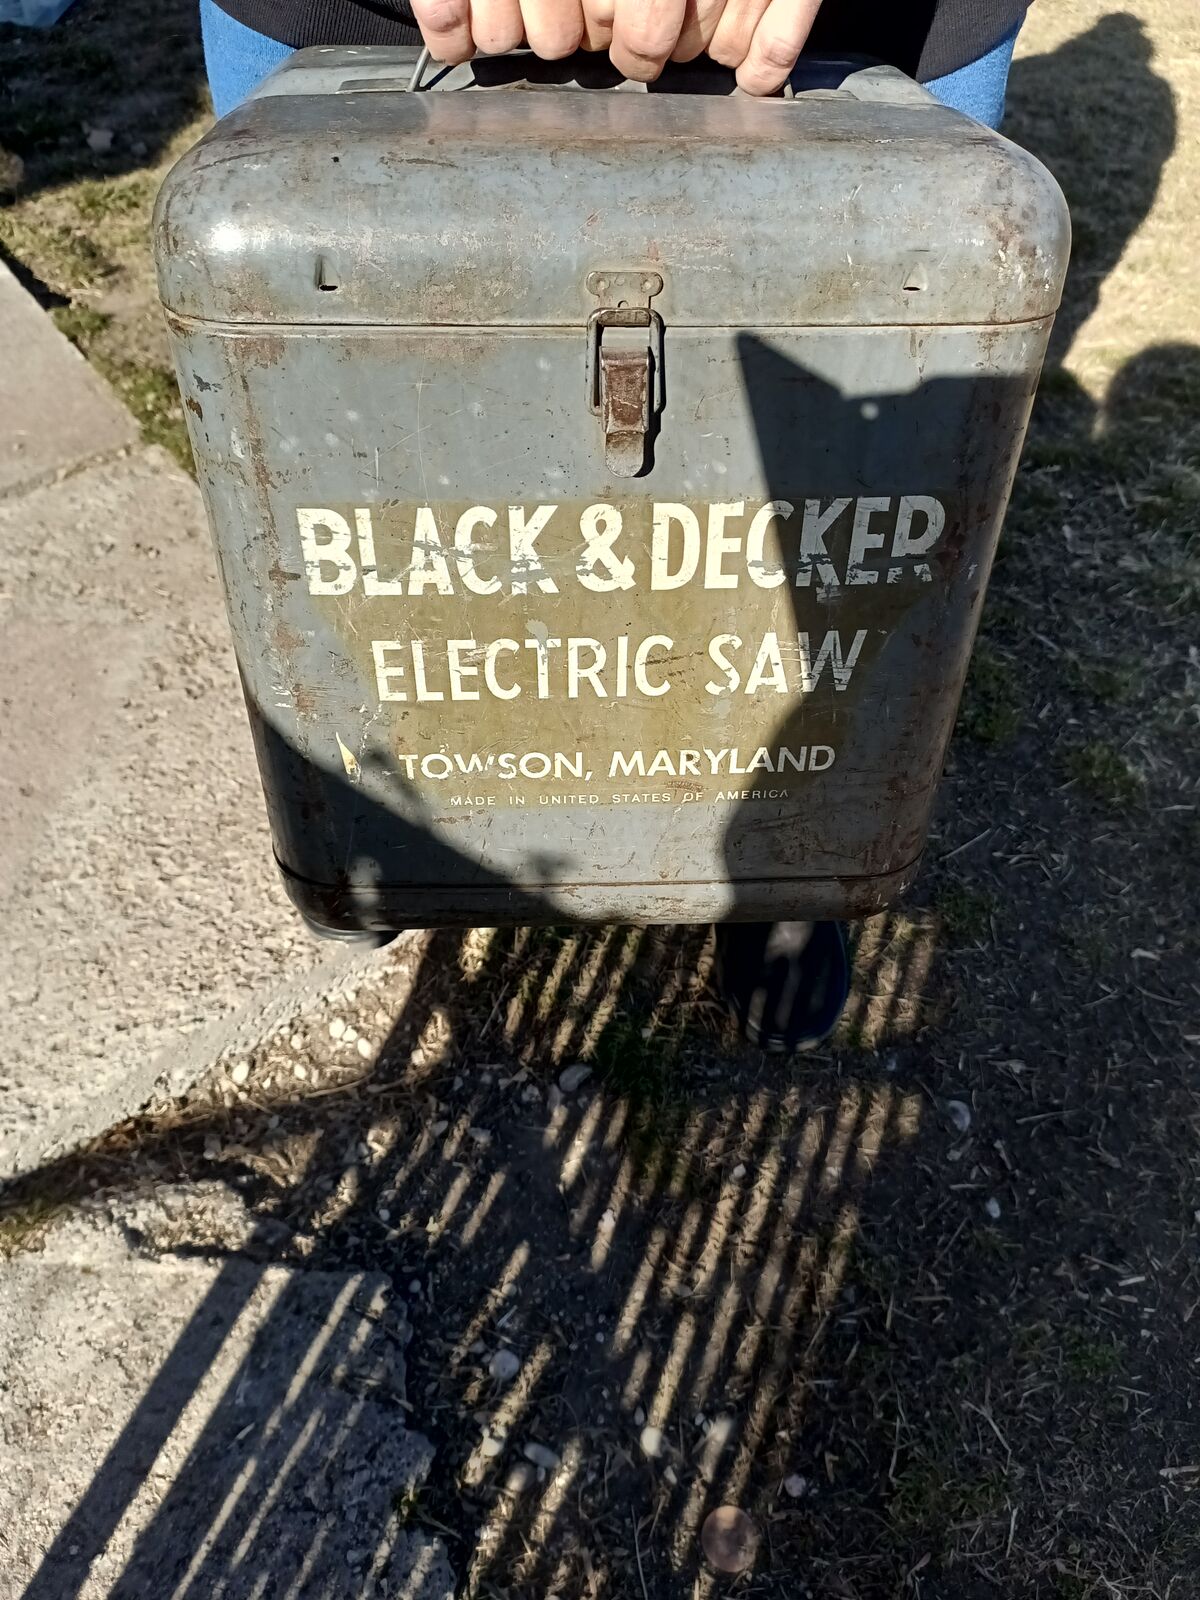 BLACK & DECKER
ELECTRIC SAW
TOWSON, MARYLAND
MADE IN UNITED STATES OF AMERICA